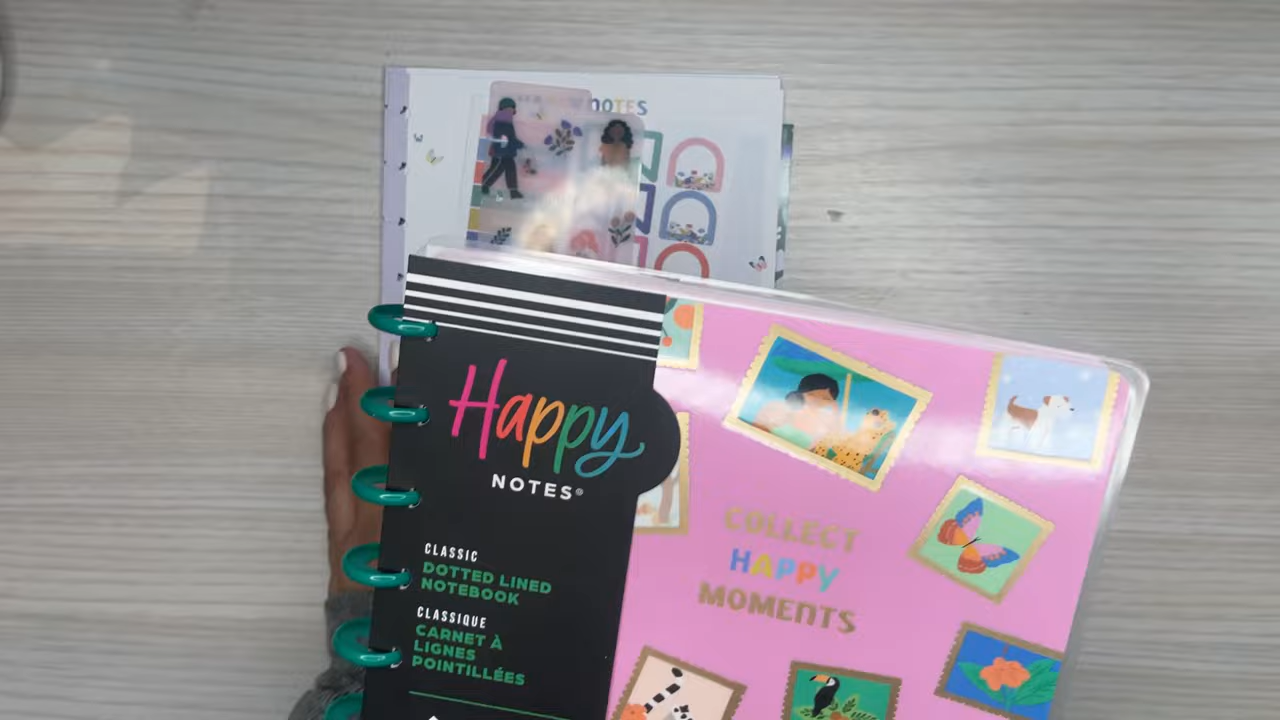 NOTES
Happy
NOTES®
CLASSIC
DOTTED LINED
NOTEBOOK
CLASSIQUE
CARNET À
LIGNES
POINTILLÉES
COLLECT
HAPPY
MOMENTS